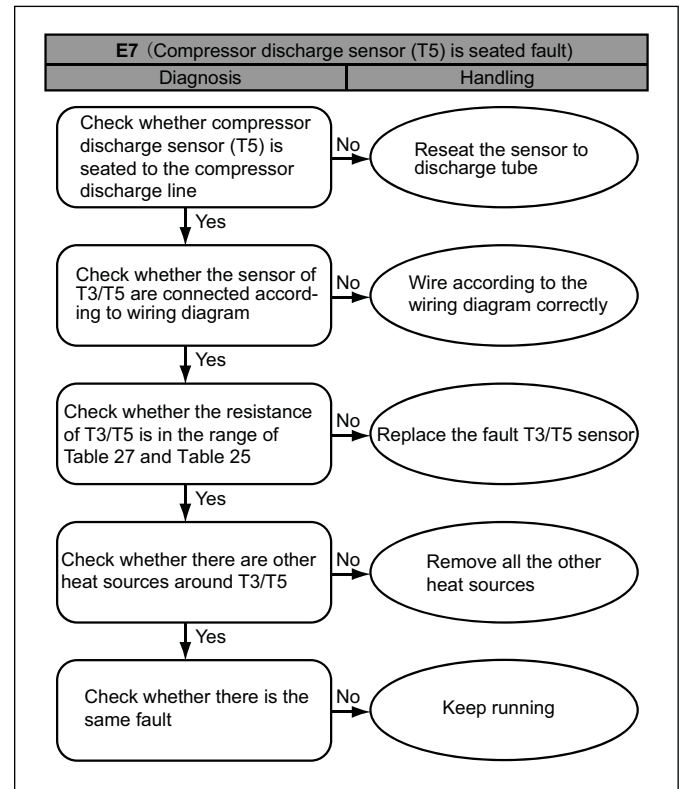 E7（Compressor discharge sensor (T5) is seated fault)
Diagnosis
Handling
Check whether compressor
discharge sensor (T5) is
seated to the compressor
discharge line
No
Reseat the sensor to
discharge tube
Yes
Check whether the sensor of
T3/T5 are connected accord-
ing to wiring diagram
No
Wire according to the
wiring diagram correctly
Yes
Check whether the resistance
of T3/T5 is in the range of
Table 27 and Table 25
No
Replace the fault T3/T5 sensor
Yes
Check whether there are other
heat sources around T3/T5
No
Remove all the other
heat sources
Yes
Check whether there is the
same fault
No
Keep running